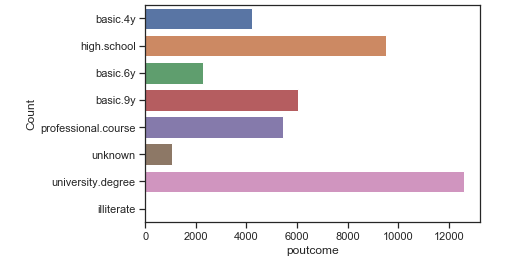 basic.4y
high.school
basic.6y
basic.9y
professional.course
unknown
university.degree
illiterate
Count
0 2000 4000 6000 8000 10000 12000
poutcome